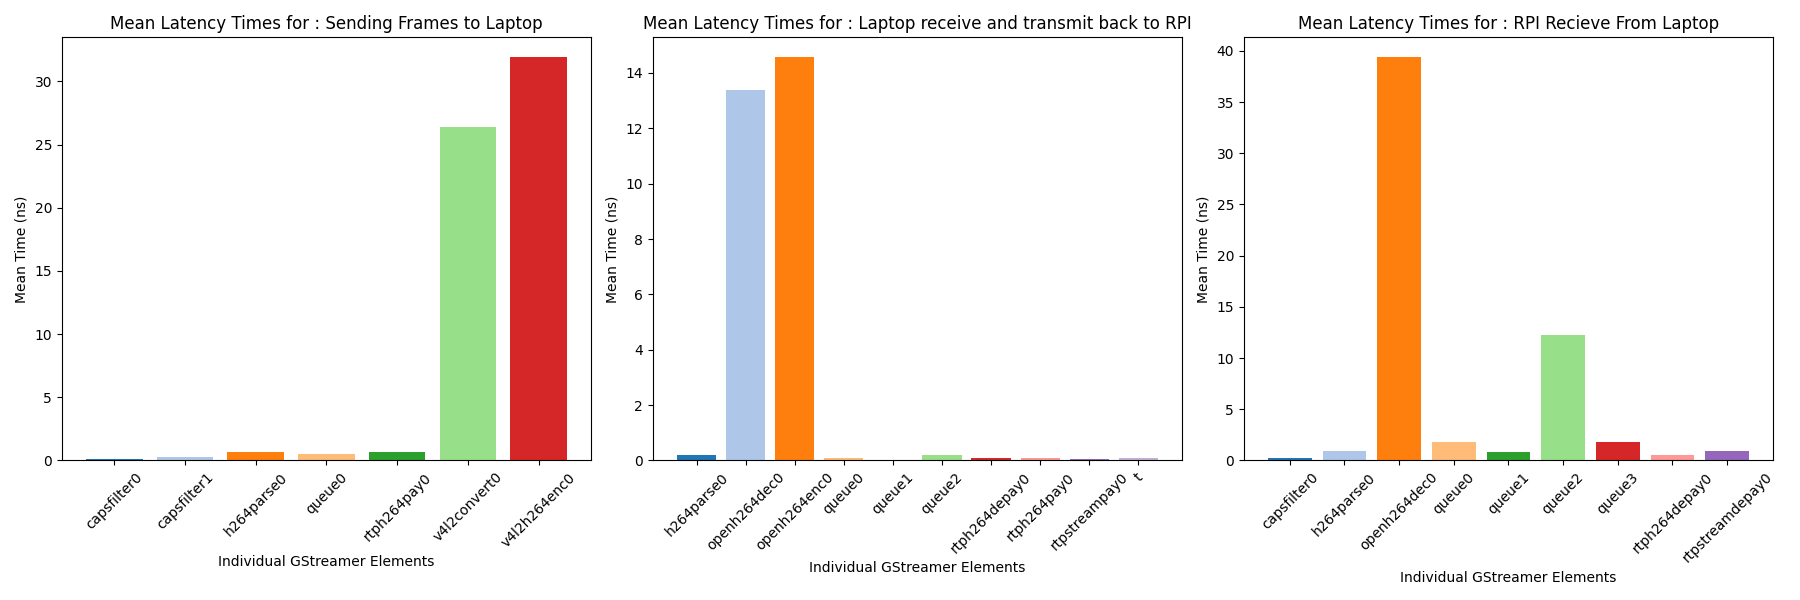 Mean Latency Times for : Sending Frames to Laptop
30
25
20
15
10
5
0
Mean Time (ns)
capsfilter0
capsfilter1
h264parse0
queue0
rtph264pay0
v4l2convert0
v4l2h264enc0
Individual GStreamer Elements
Mean Latency Times for : Laptop receive and transmit back to RPI
14
12
10
8
6
4
2
0
Mean Time (ns)
h264parse0
openh264dec0
openh264enc0
queue0
queue1
queue2
rtph264depay0
rtph264pay0
rtpstreampay0
t
Individual GStreamer Elements
Mean Latency Times for : RPI Recieve From Laptop
40
35
30
25
20
15
10
5
0
Mean Time (ns)
capsfilter0
h264parse0
openh264dec0
queue0
queue1
queue2
queue3
rtph264depay0
rtpstreamdepay0
Individual GStreamer Elements